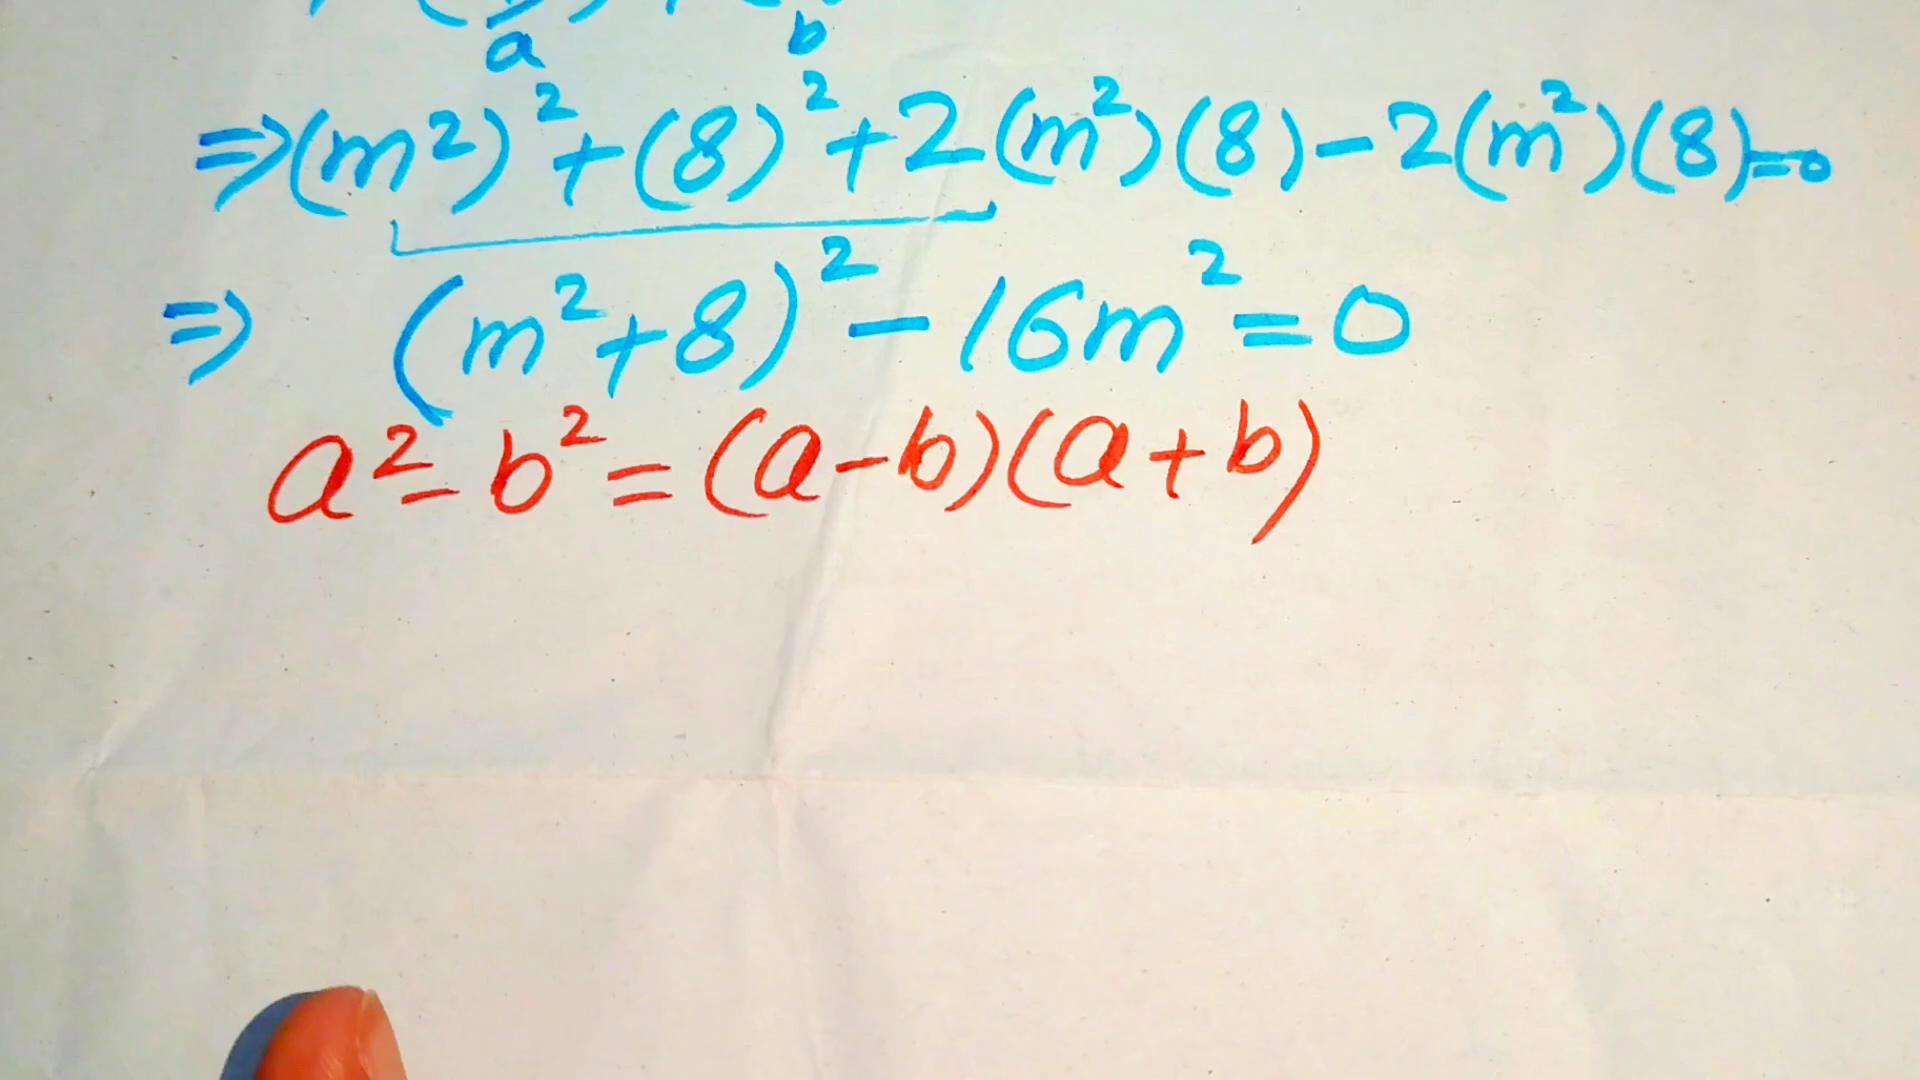 a b
⇒(m²)²+(8)²+2(m²)(8)-2(m²)(8)=0
⇒ (m²+8)²-16m²=0
a²-b²=(a-b)(a+b)